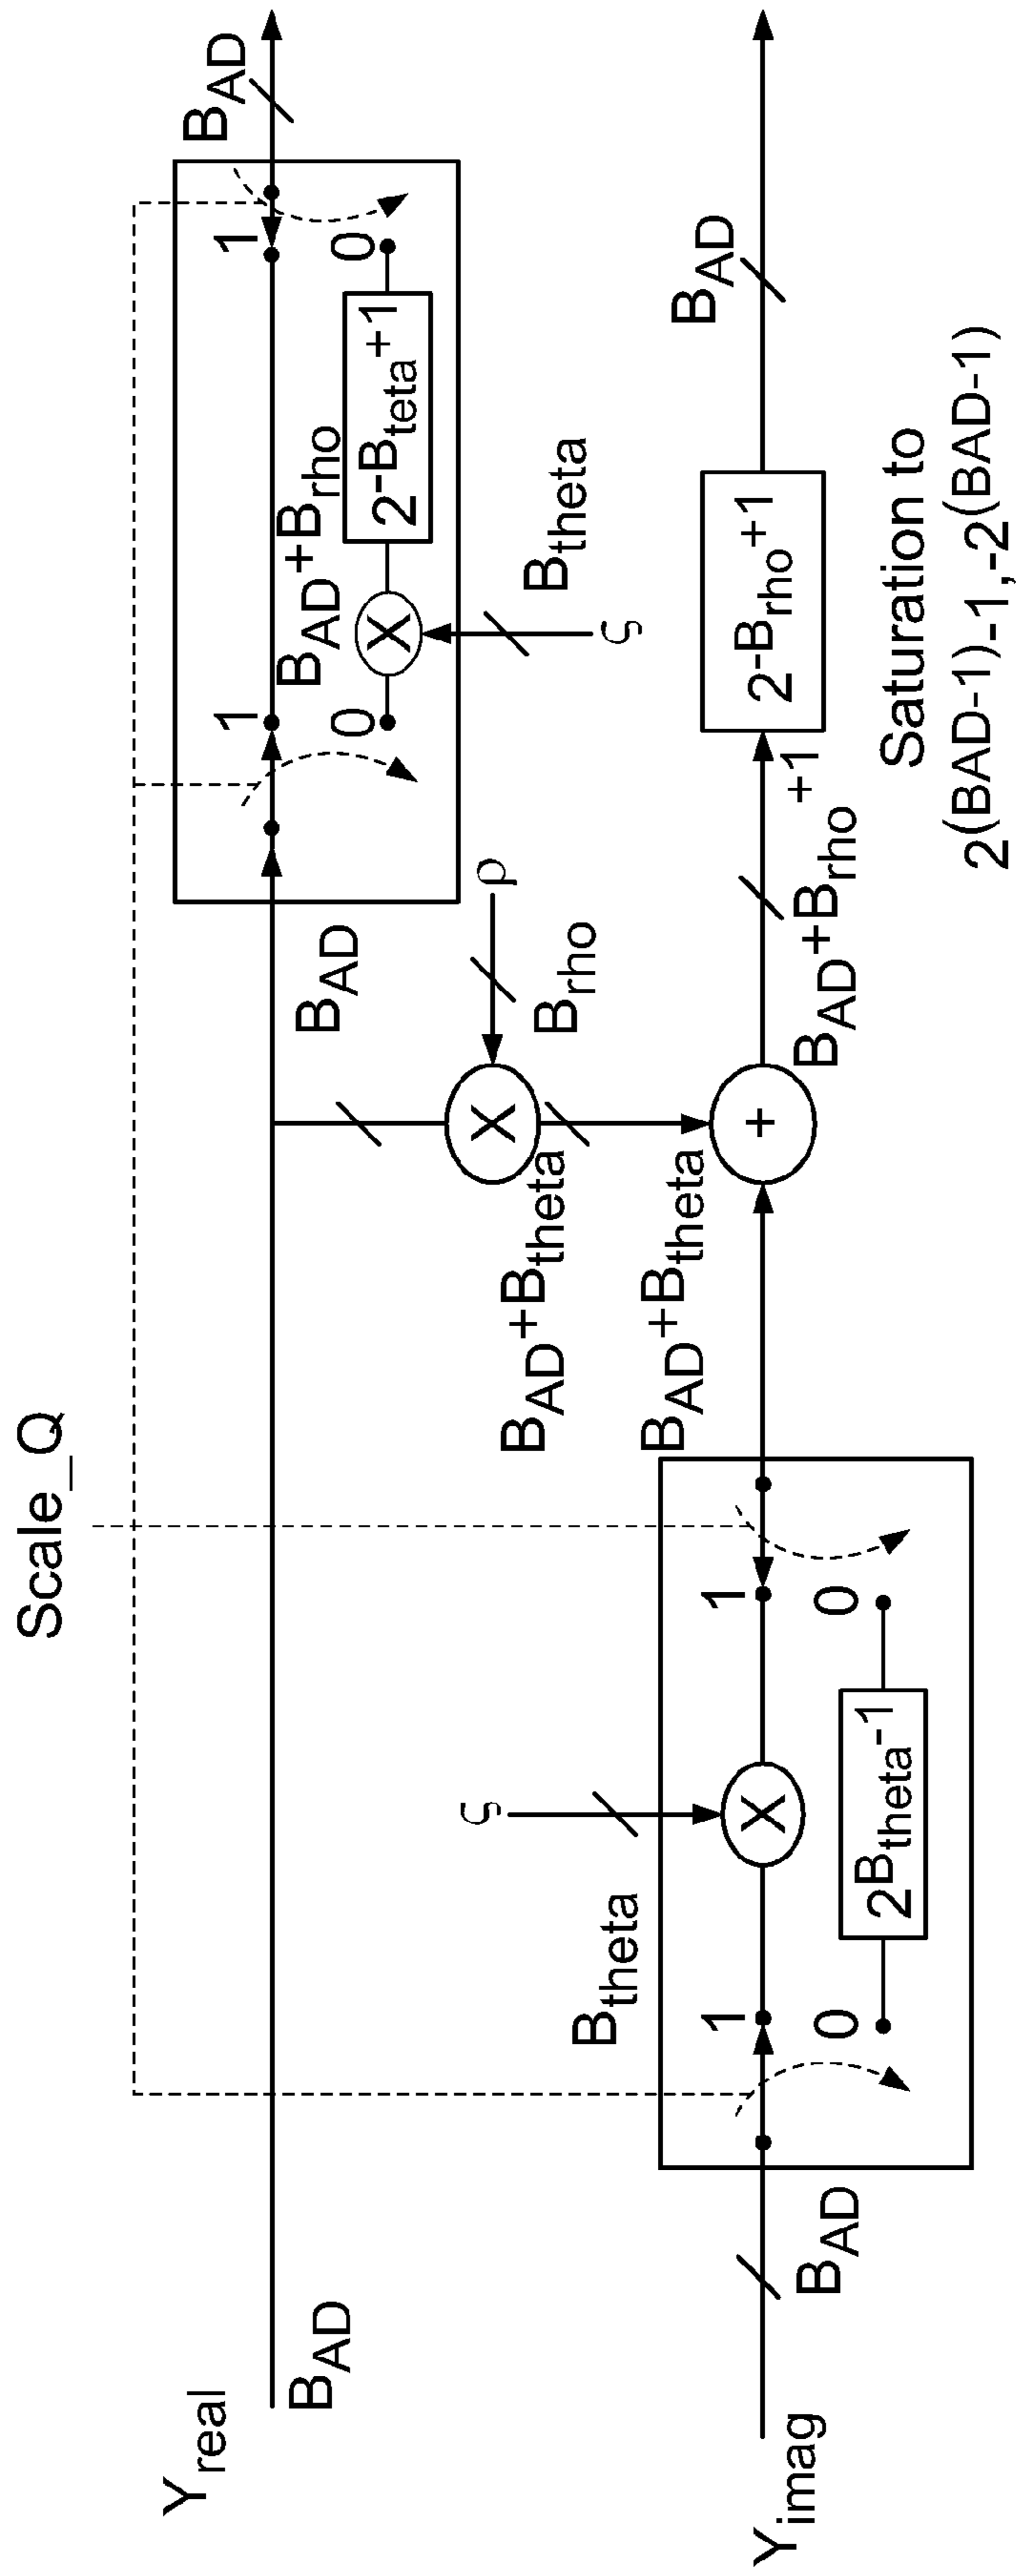 Scale_Q
Y_real
B_AD
B_AD
1
1
B_AD
B_AD+B_rho
0
X
2^-B_teta+1
0
B_theta
ς
ρ
B_rho
X
B_AD+B_theta
B_AD+B_theta
+
B_AD+B_rho+1
2^-B_rho+1
B_AD
Saturation to
2^(BAD-1)-1,-2^(BAD-1)
ς
B_theta
1
X
1
0
2^B_theta-1
0
B_AD
Y_imag